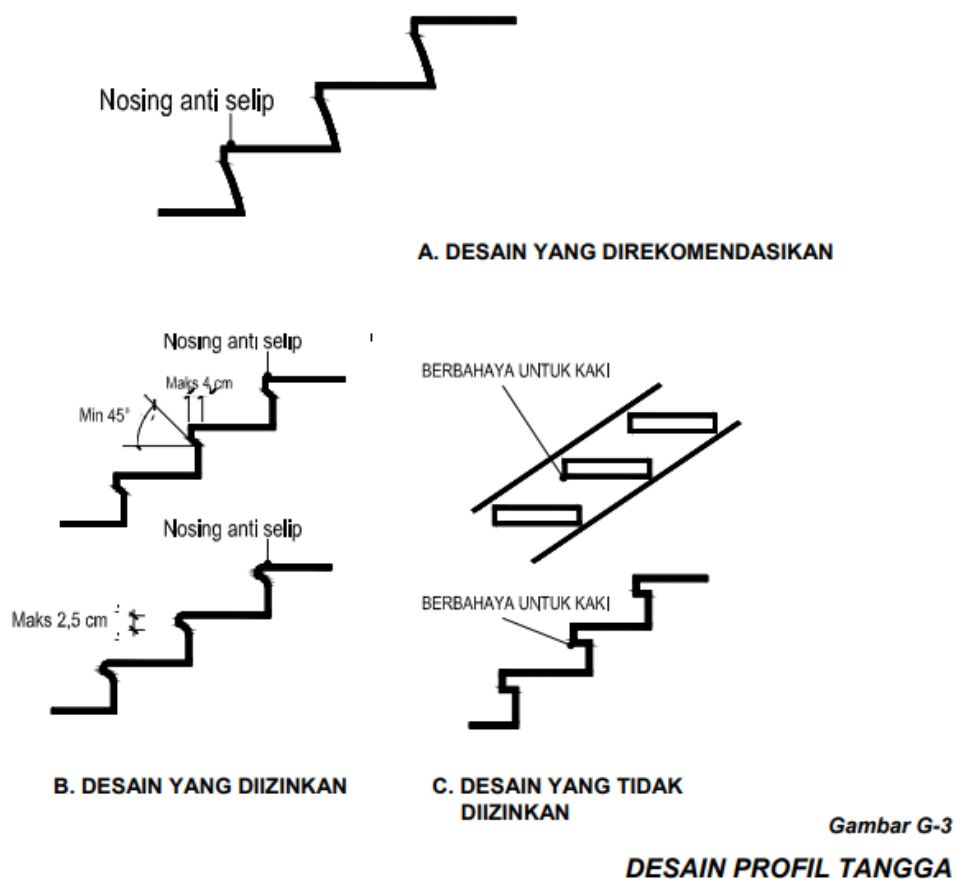 Nosing anti selip
A. DESAIN YANG DIREKOMENDASIKAN
Nosing anti selip
Maks 4 cm
Min 45°
Nosing anti selip
Maks 2,5 cm
B. DESAIN YANG DIIZINKAN
BERBAHAYA UNTUK KAKI
BERBAHAYA UNTUK KAKI
C. DESAIN YANG TIDAK
DIIZINKAN
Gambar G-3
DESAIN PROFIL TANGGA